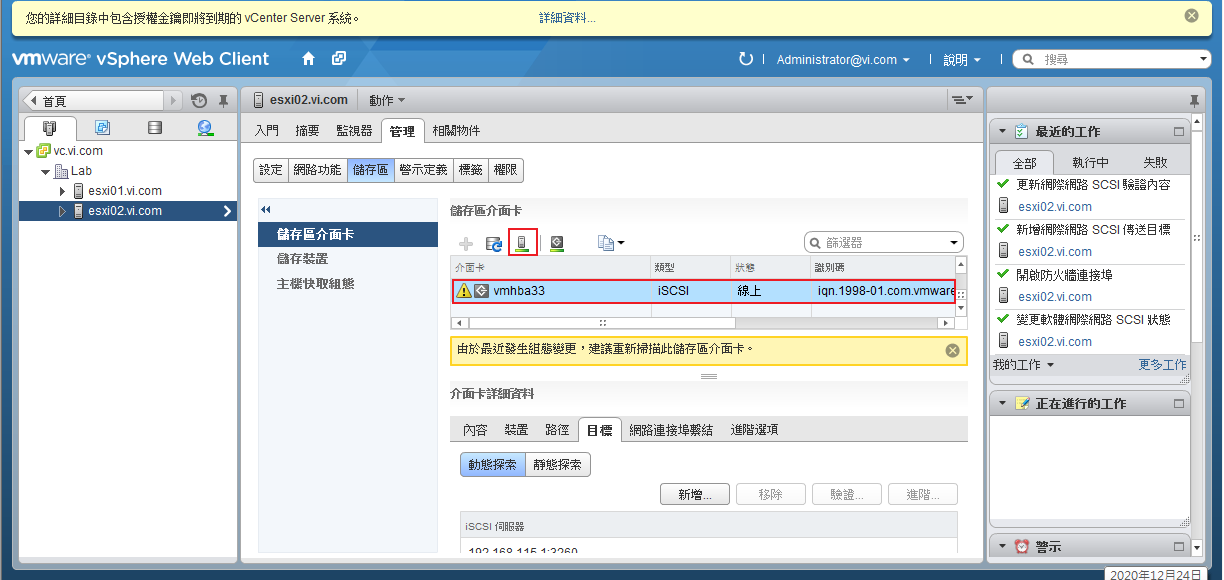 您的詳細目錄中包含授權金鑰即將到期的 vCenter Server 系統。 詳細資料...
vmware® vSphere Web Client
Administrator@vi.com 說明 搜尋
首頁
vc.vi.com
Lab
esxi01.vi.com
esxi02.vi.com
esxi02.vi.com 動作
入門 摘要 監視器 管理 相關物件
設定 網路功能 儲存區 警示定義 標籤 權限
儲存區介面卡
儲存裝置
主機快取組態
儲存區介面卡
篩選器
介面卡 類型 狀態 識別碼
vmhba33 iSCSI 線上 iqn.1998-01.com.vmware
由於最近發生組態變更，建議重新掃描此儲存區介面卡。
介面卡詳細資料
內容 裝置 路徑 目標 網路連接埠繫結 進階選項
動態探索 靜態探索
新增... 移除 驗證... 進階...
iSCSI 伺服器
192.168.115.1:3260
最近的工作
全部 執行中 失敗
更新網際網路 SCSI 驗證內容
esxi02.vi.com
新增網際網路 SCSI 傳送目標
esxi02.vi.com
開啟防火牆連接埠
esxi02.vi.com
變更軟體網際網路 SCSI 狀態
esxi02.vi.com
我的工作 更多工作
正在進行的工作
警示
2020年12月24日